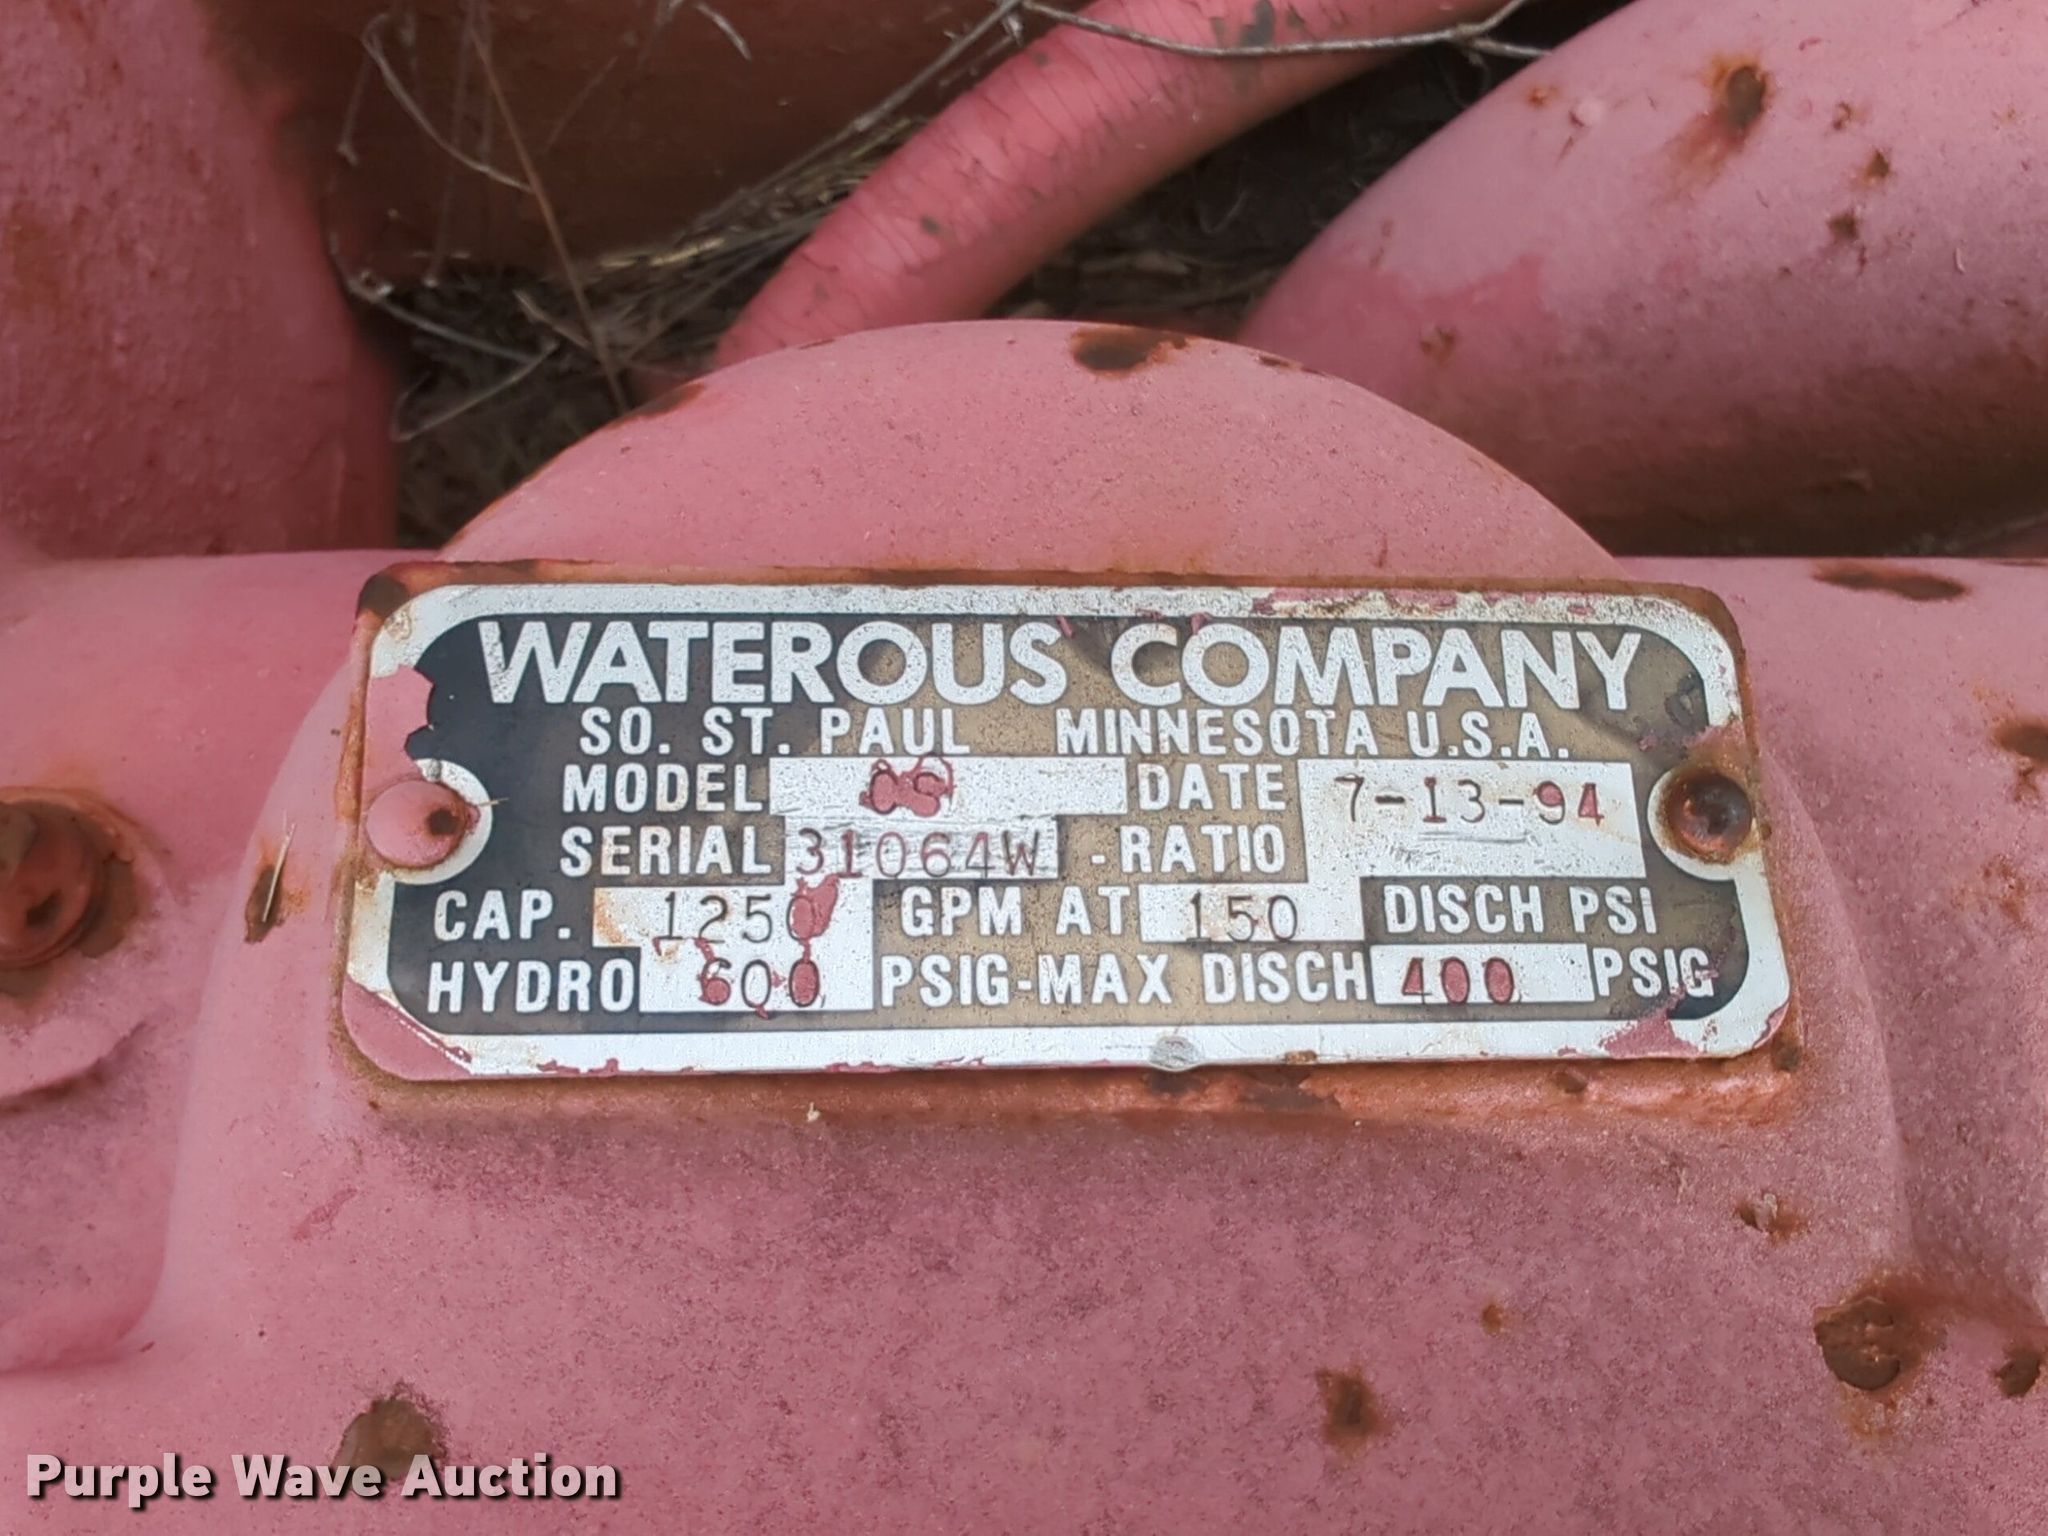 WATEROUS COMPANY
SO. ST. PAUL MINNESOTA U.S.A.
MODEL CS DATE 7-13-94
SERIAL 31064W -RATIO
CAP. 1250 GPM AT 150 DISCH PSI
HYDRO 600 PSIG-MAX DISCH 400 PSIG
Purple Wave Auction